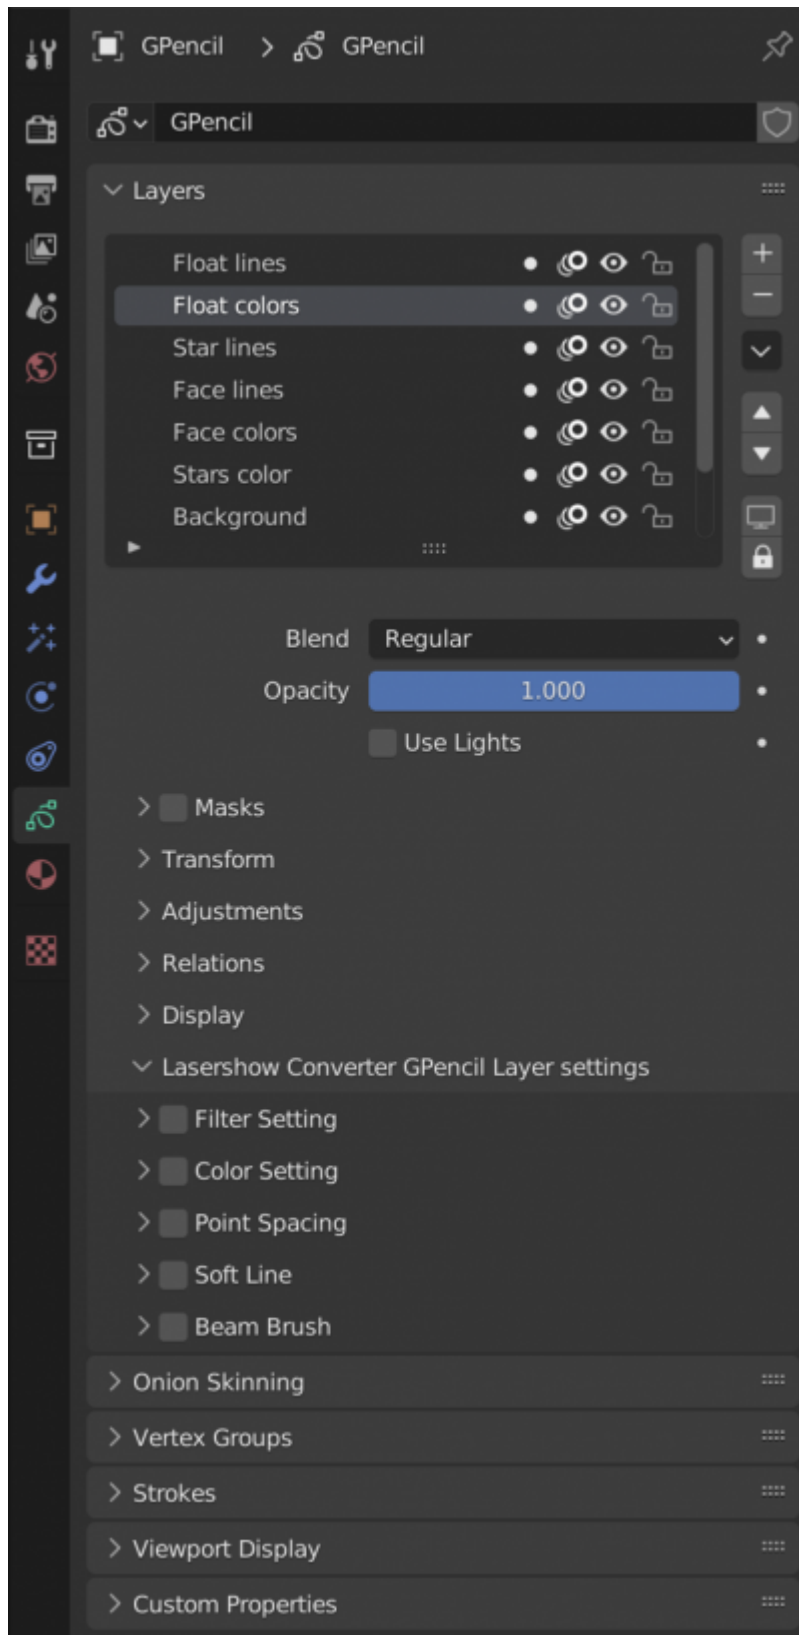 GPencil > GPencil
GPencil
Layers
Float lines
Float colors
Star lines
Face lines
Face colors
Stars color
Background
Blend Regular
Opacity 1.000
Use Lights
Masks
Transform
Adjustments
Relations
Display
Lasershow Converter GPencil Layer settings
Filter Setting
Color Setting
Point Spacing
Soft Line
Beam Brush
Onion Skinning
Vertex Groups
Strokes
Viewport Display
Custom Properties